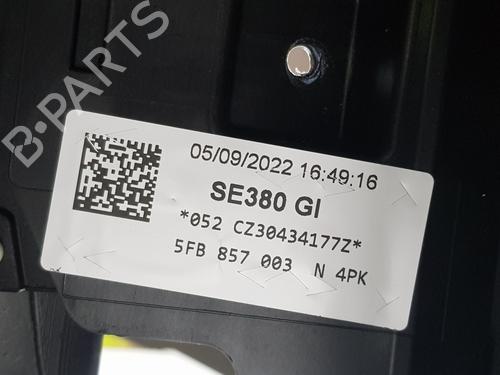 B-PARTS
05/09/2022 16:49:16
SE380 GI
*052 CZ30434177Z*
5FB 857 003 N 4PK